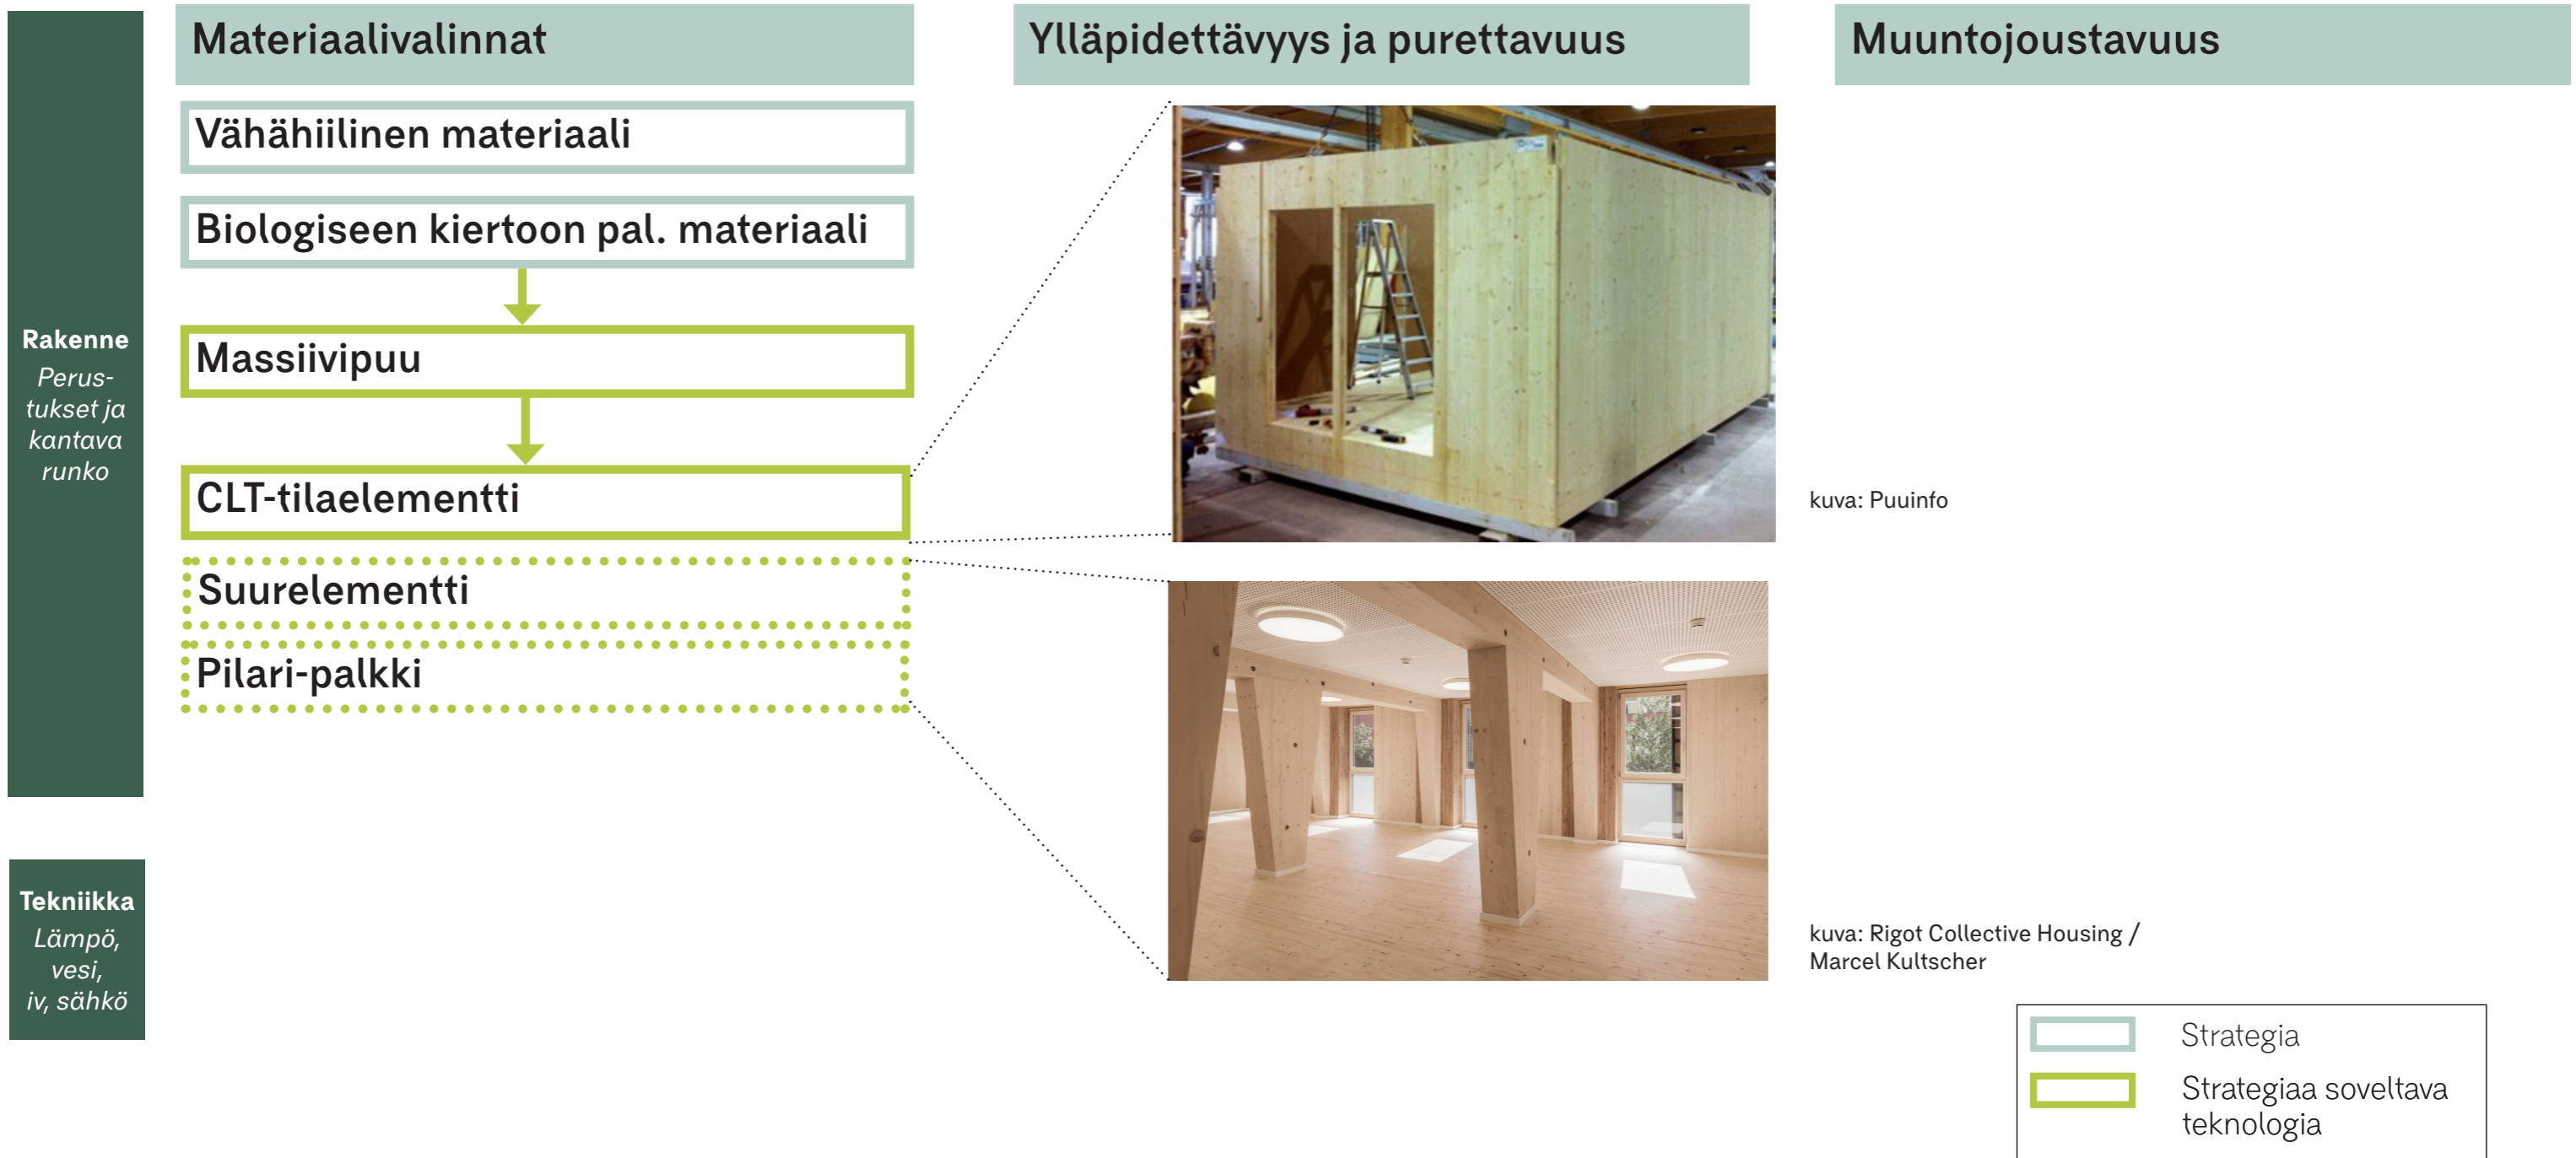 Materiaalivalinnat
Ylläpidettävyys ja purettavuus
Muuntojoustavuus
Rakenne
Perus-
tukset ja
kantava
runko
Vähähiilinen materiaali
Biologiseen kiertoon pal. materiaali
Massiivipuu
CLT-tilaelementti
Suurelementti
Pilari-palkki
kuva: Puuinfo
kuva: Rigot Collective Housing /
Marcel Kultscher
Tekniikka
Lämpö,
vesi,
iv, sähkö
Strategia
Strategiaa soveltava
teknologia